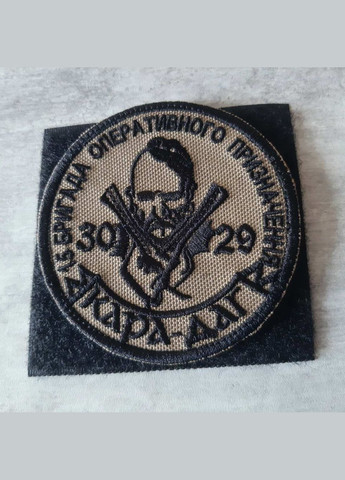 15 БРИГАДА ОПЕРАТИВНОГО ПРИЗНАЧЕННЯ
30 29
КАРА-ДАГ